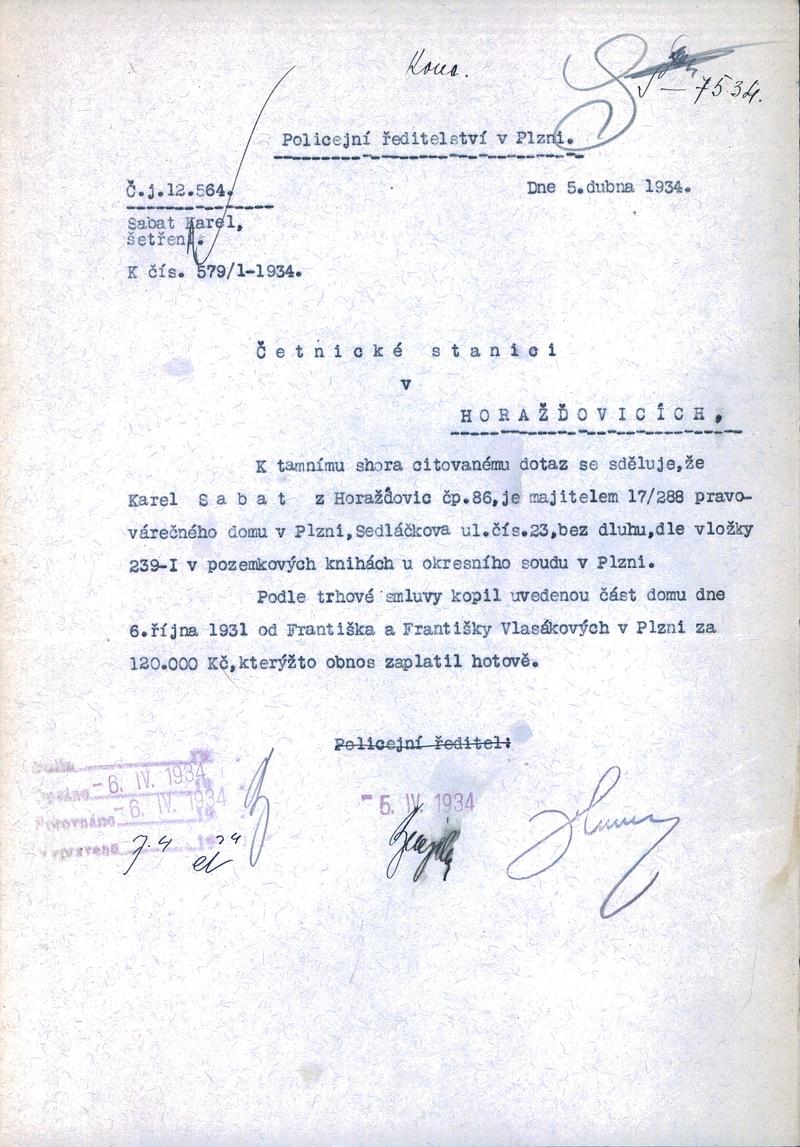 Konc.
7534.
Policejní ředitelství v Plzni.
Č.j.12.564.
Dne 5.dubna 1934.
Sabat Karel,
šetření.
K čís. 579/1-1934.
Četnické stanici
v
HORAŽĎOVICÍCH,
K tamnímu shora citovanému dotaz se sděluje,že
Karel Sabat z Horažďovic čp.86,je majitelem 17/288 pravo-
várečného domu v Plzni,Sedláčkova ul.čís.23,bez dluhu,dle vložky
239-I v pozemkových knihách u okresního soudu v Plzni.
Podle trhové smluvy kopil uvedenou část domu dne
6.října 1931 od Františka a Františky Vlasákových v Plzni za
120.000 Kč,kterýžto obnos zaplatil hotově.
Policejní ředitel:
-6. IV. 1934
Porovnáno -6. IV. 1934
Vypraveno 7.4
-5. IV. 1934